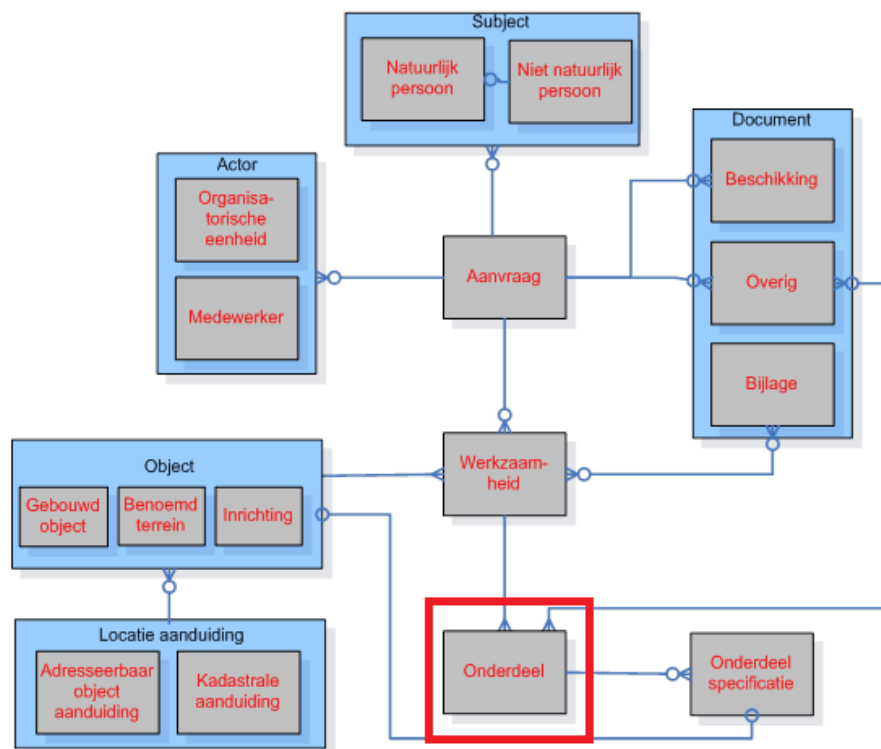 Subject
Natuurlijk
persoon
Niet natuurlijk
persoon
Document
Beschikking
Overig
Bijlage
Actor
Organisa-
torische
eenheid
Medewerker
Aanvraag
Werkzaam-
heid
Object
Gebouwd
object
Benoemd
terrein
Inrichting
Locatie aanduiding
Adresseerbaar
object
aanduiding
Kadastrale
aanduiding
Onderdeel
Onderdeel
specificatie